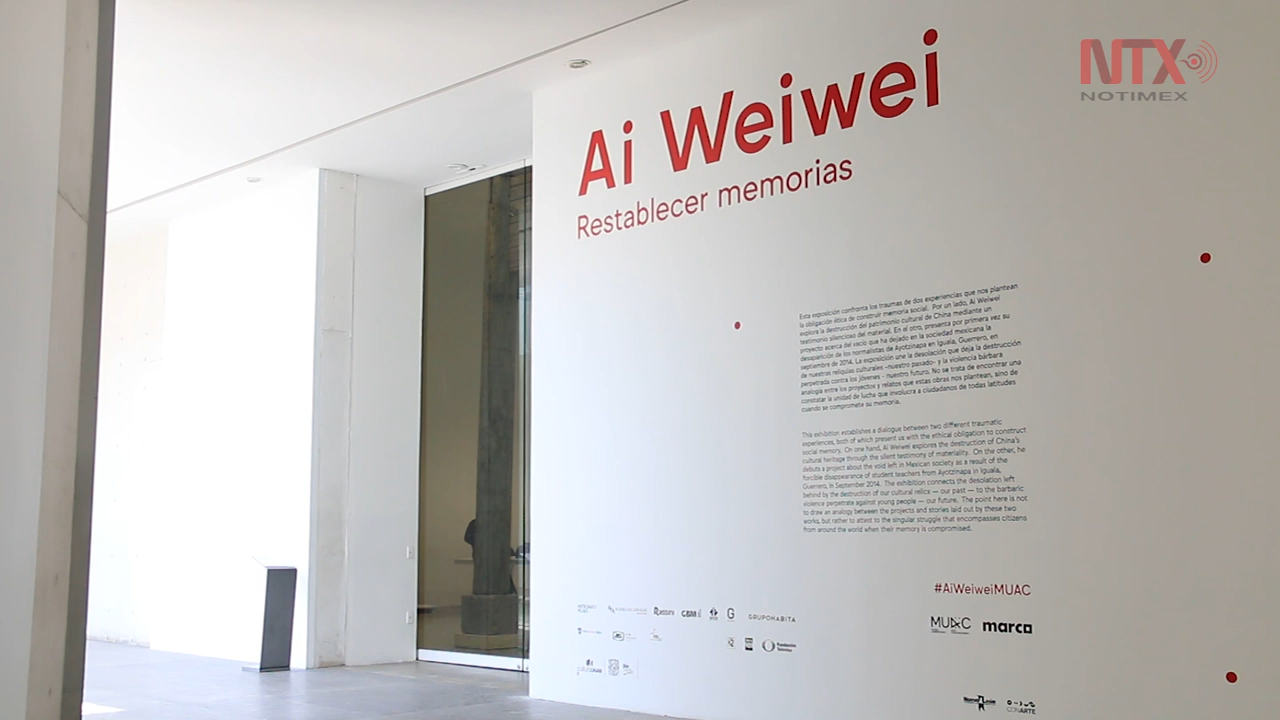 NTX
NOTIMEX
Ai Weiwei
Restablecer memorias
Esta exposición confronta los traumas de dos experiencias que nos plantean
la obligación ética de construir memoria social. Por un lado, Ai Weiwei
explora la destrucción del patrimonio cultural de China mediante un
testimonio silencioso del material. En el otro, presenta por primera vez su
proyecto acerca del vacío que ha dejado en la sociedad mexicana la
desaparición de los normalistas de Ayotzinapa en Iguala, Guerrero, en
septiembre de 2014. La exposición une la desolación que deja la destrucción
de nuestras reliquias culturales -nuestro pasado- y la violencia bárbara
perpetrada contra los jóvenes - nuestro futuro. No se trata de encontrar una
analogía entre los proyectos y relatos que estas obras nos plantean, sino de
constatar la unidad de lucha que involucra a ciudadanos de todas latitudes
cuando se compromete su memoria.
This exhibition establishes a dialogue between two different traumatic
experiences, both of which present us with the ethical obligation to construct
social memory. On one hand, Ai Weiwei explores the destruction of China's
cultural heritage through the silent testimony of materiality. On the other, he
debuts a project about the void left in Mexican society as a result of the
forcible disappearance of student teachers from Ayotzinapa in Iguala,
Guerrero, in September 2014. The exhibition connects the desolation left
behind by the destruction of our cultural relics — our past — to the barbaric
violence perpetrate against young people — our future. The point here is not
to draw an analogy between the projects and stories laid out by these two
works, but rather to attest to the singular struggle that encompasses citizens
from around the world when their memory is compromised.
#AiWeiweiMUAC
MUAC marco
Rassini GBM G GRUPOHABITA
Fundación
Televisa
CONARTE